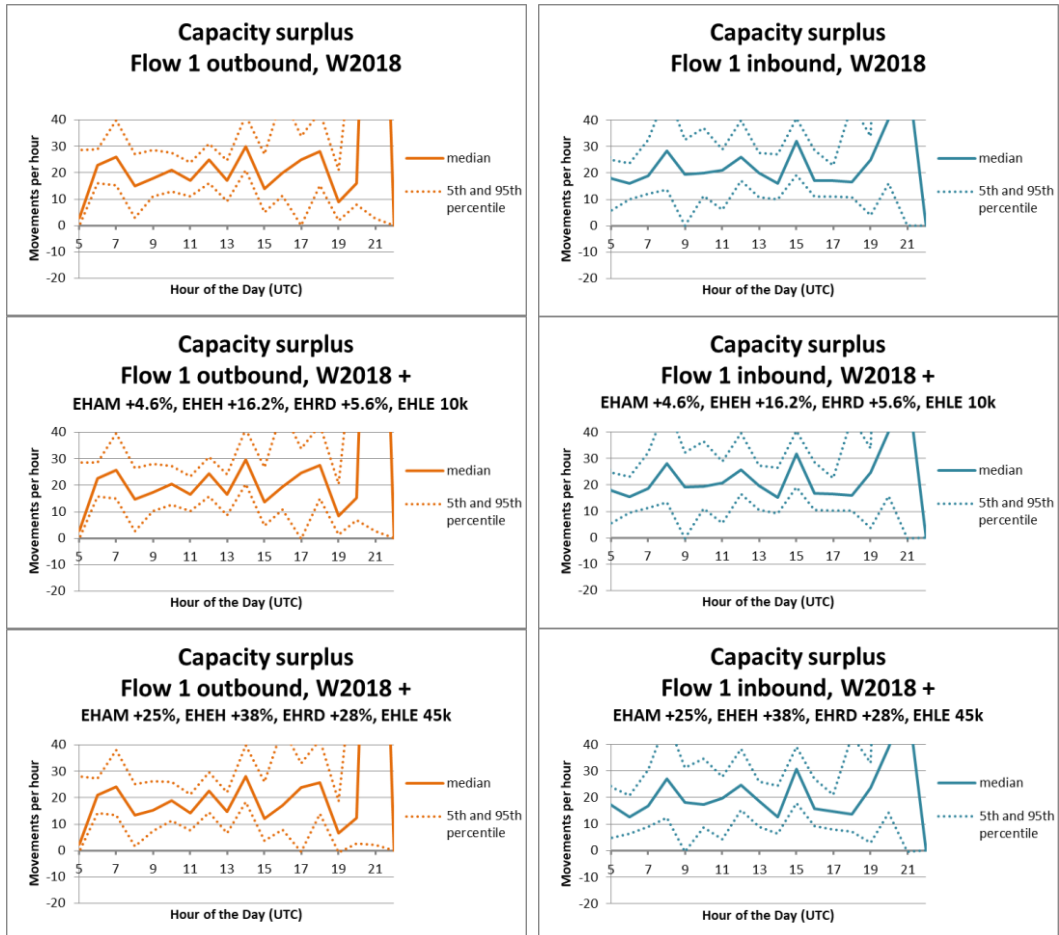 Capacity surplus
Flow 1 outbound, W2018
Movements per hour
40
30
20
10
0
-10
-20
5 7 9 11 13 15 17 19 21
Hour of the Day (UTC)
median
5th and 95th
percentile
Capacity surplus
Flow 1 inbound, W2018
Movements per hour
40
30
20
10
0
-10
-20
5 7 9 11 13 15 17 19 21
Hour of the Day (UTC)
median
5th and 95th
percentile
Capacity surplus
Flow 1 outbound, W2018 +
EHAM +4.6%, EHEH +16.2%, EHRD +5.6%, EHLE 10k
Movements per hour
40
30
20
10
0
-10
-20
5 7 9 11 13 15 17 19 21
Hour of the Day (UTC)
median
5th and 95th
percentile
Capacity surplus
Flow 1 inbound, W2018 +
EHAM +4.6%, EHEH +16.2%, EHRD +5.6%, EHLE 10k
Movements per hour
40
30
20
10
0
-10
-20
5 7 9 11 13 15 17 19 21
Hour of the Day (UTC)
median
5th and 95th
percentile
Capacity surplus
Flow 1 outbound, W2018 +
EHAM +25%, EHEH +38%, EHRD +28%, EHLE 45k
Movements per hour
40
30
20
10
0
-10
-20
5 7 9 11 13 15 17 19 21
Hour of the Day (UTC)
median
5th and 95th
percentile
Capacity surplus
Flow 1 inbound, W2018 +
EHAM +25%, EHEH +38%, EHRD +28%, EHLE 45k
Movements per hour
40
30
20
10
0
-10
-20
5 7 9 11 13 15 17 19 21
Hour of the Day (UTC)
median
5th and 95th
percentile